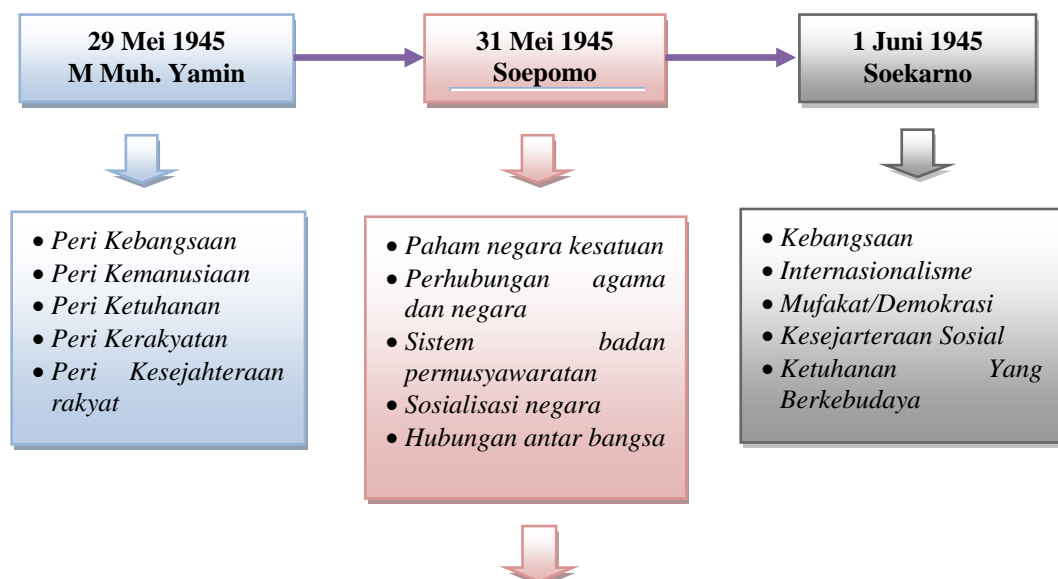 29 Mei 1945
M Muh. Yamin
31 Mei 1945
Soepomo
1 Juni 1945
Soekarno
• Peri Kebangsaan
• Peri Kemanusiaan
• Peri Ketuhanan
• Peri Kerakyatan
• Peri Kesejahteraan
rakyat
• Paham negara kesatuan
• Perhubungan agama
dan negara
• Sistem badan
permusyawaratan
• Sosialisasi negara
• Hubungan antar bangsa
• Kebangsaan
• Internasionalisme
• Mufakat/Demokrasi
• Kesejarteraan Sosial
• Ketuhanan Yang
Berkebudaya